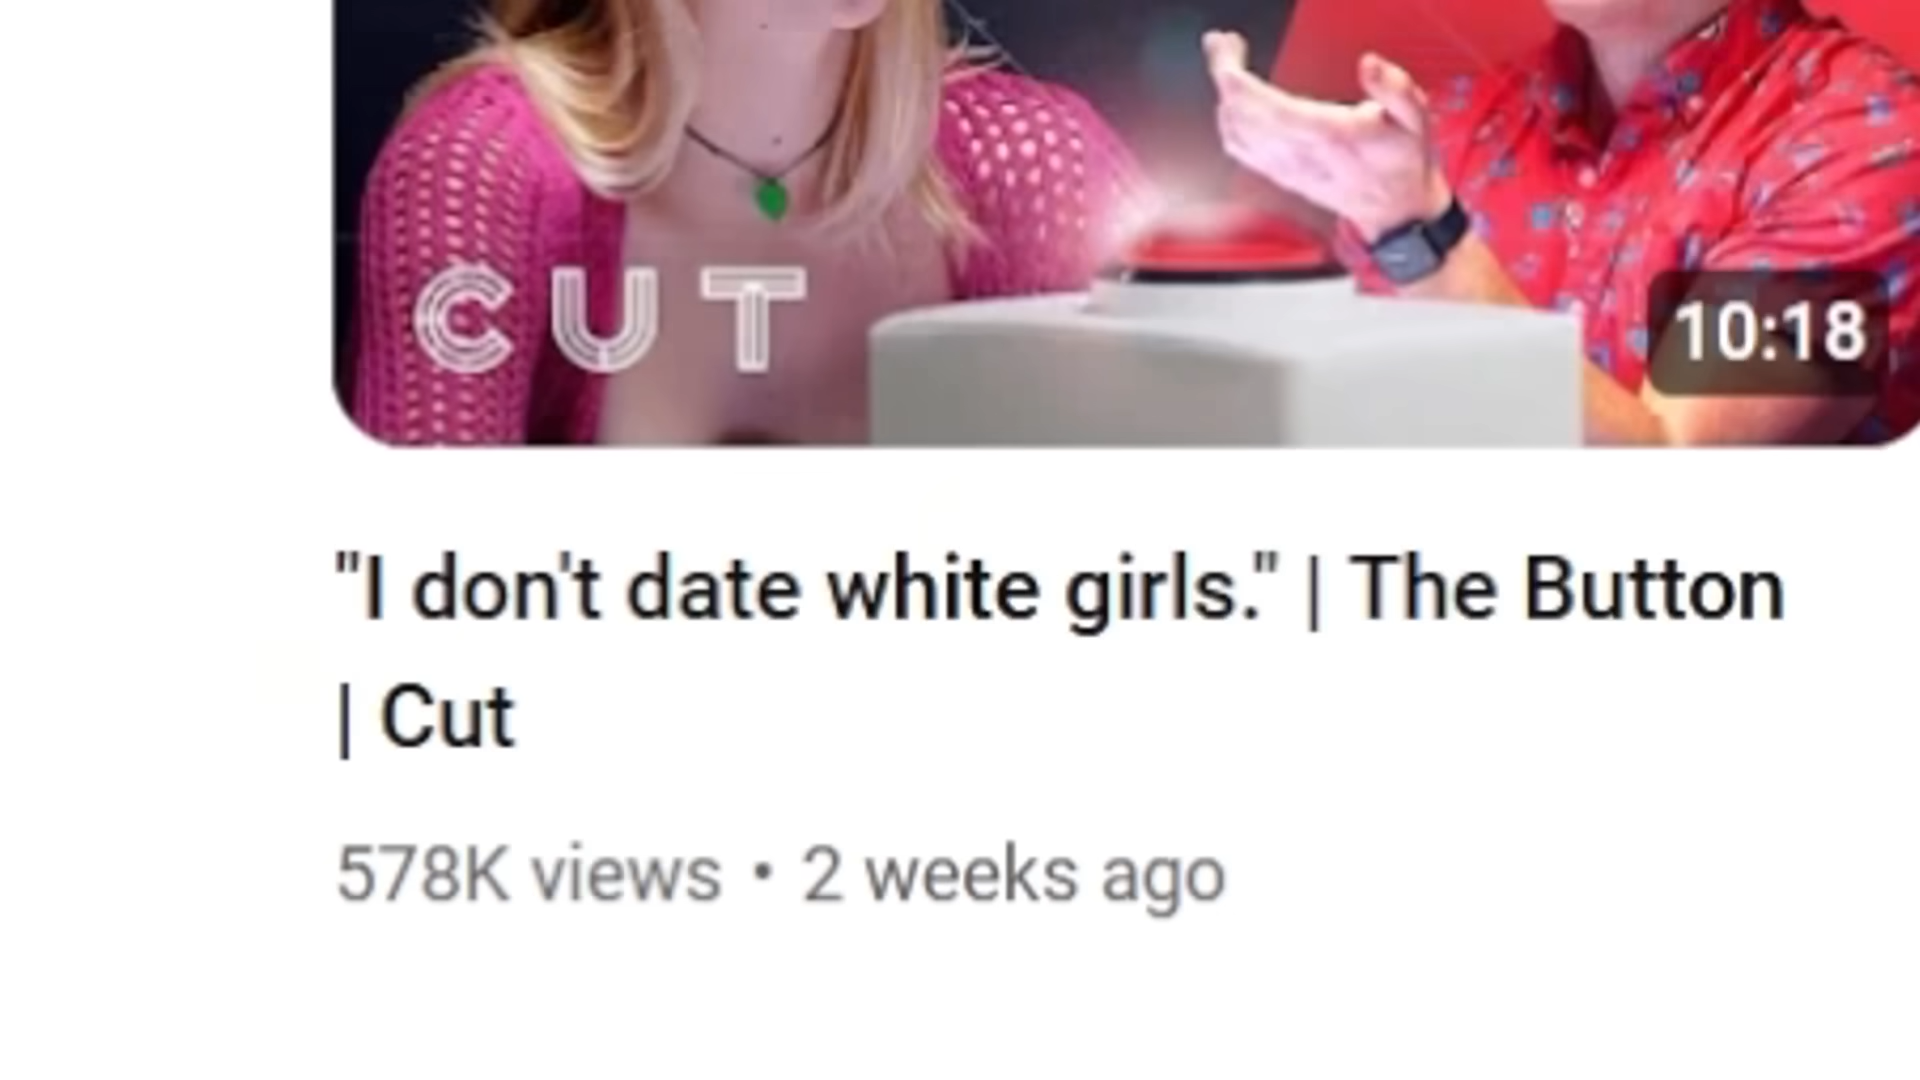 CUT
10:18
"I don't date white girls." | The Button
| Cut
578K views • 2 weeks ago